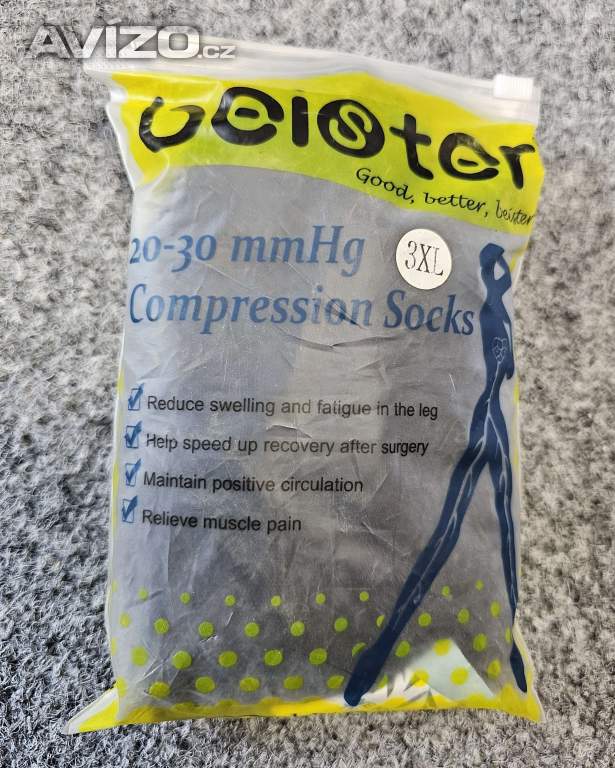 AVIZO.cz
beister
Good, better, beister
20-30 mmHg
3XL
Compression Socks
Reduce swelling and fatigue in the leg
Help speed up recovery after surgery
Maintain positive circulation
Relieve muscle pain